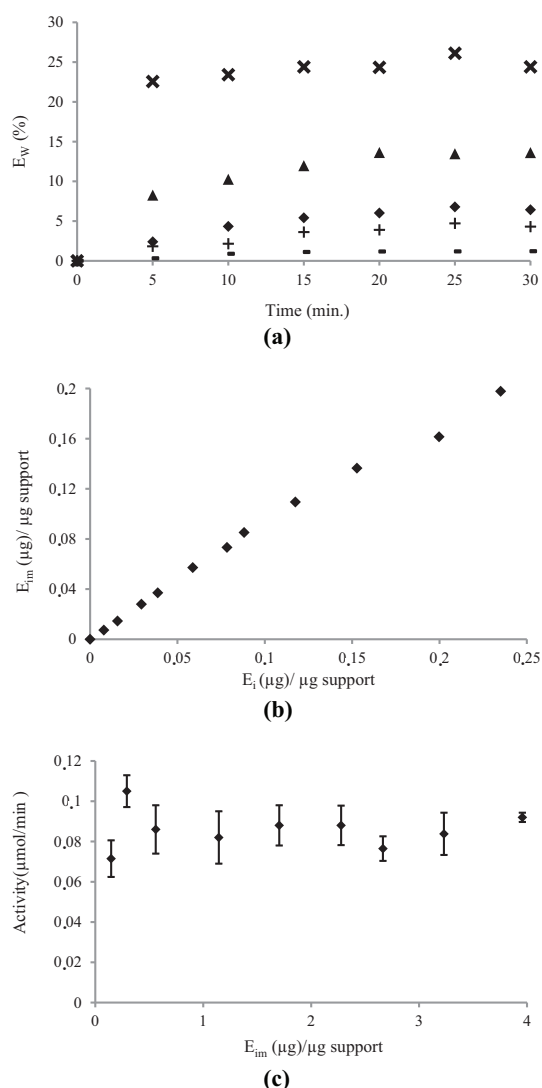 30
25
20
15
10
5
0
E_W (%)
0 5 10 15 20 25 30
Time (min.)
(a)
0.2
0.16
0.12
0.08
0.04
0
E_im (µg)/ µg support
0 0.05 0.1 0.15 0.2 0.25
E_i (µg)/ µg support
(b)
0.12
0.1
0.08
0.06
0.04
0.02
0
Activity(µmol/min )
0 1 2 3 4
E_im (µg)/µg support
(c)